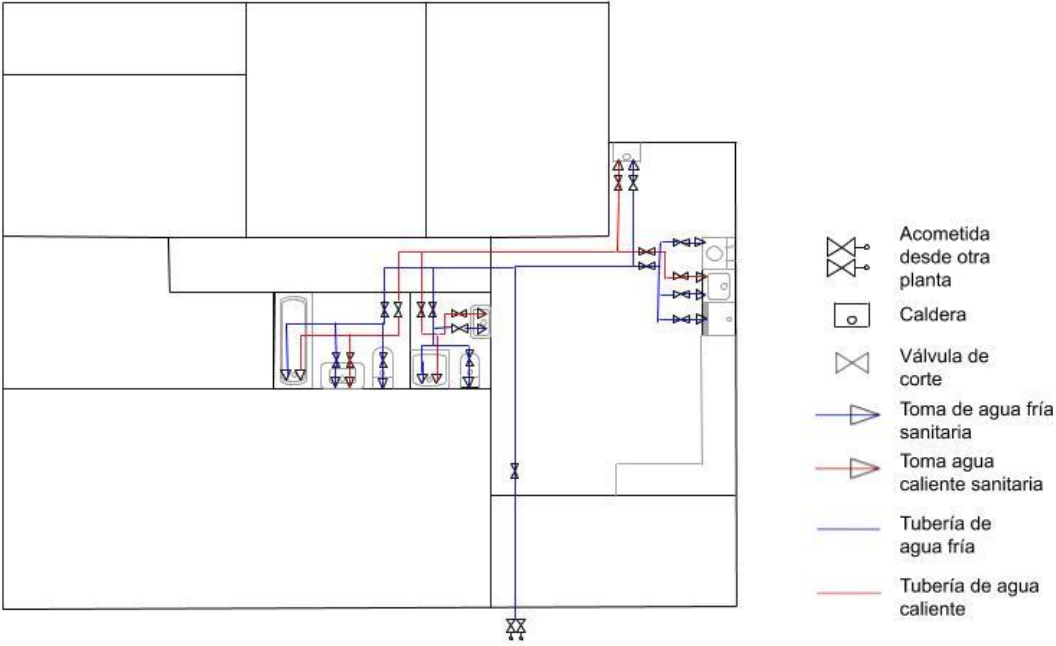 Acometida
desde otra
planta
Caldera
Válvula de
corte
Toma de agua fría
sanitaria
Toma agua
caliente sanitaria
Tubería de
agua fría
Tubería de agua
caliente